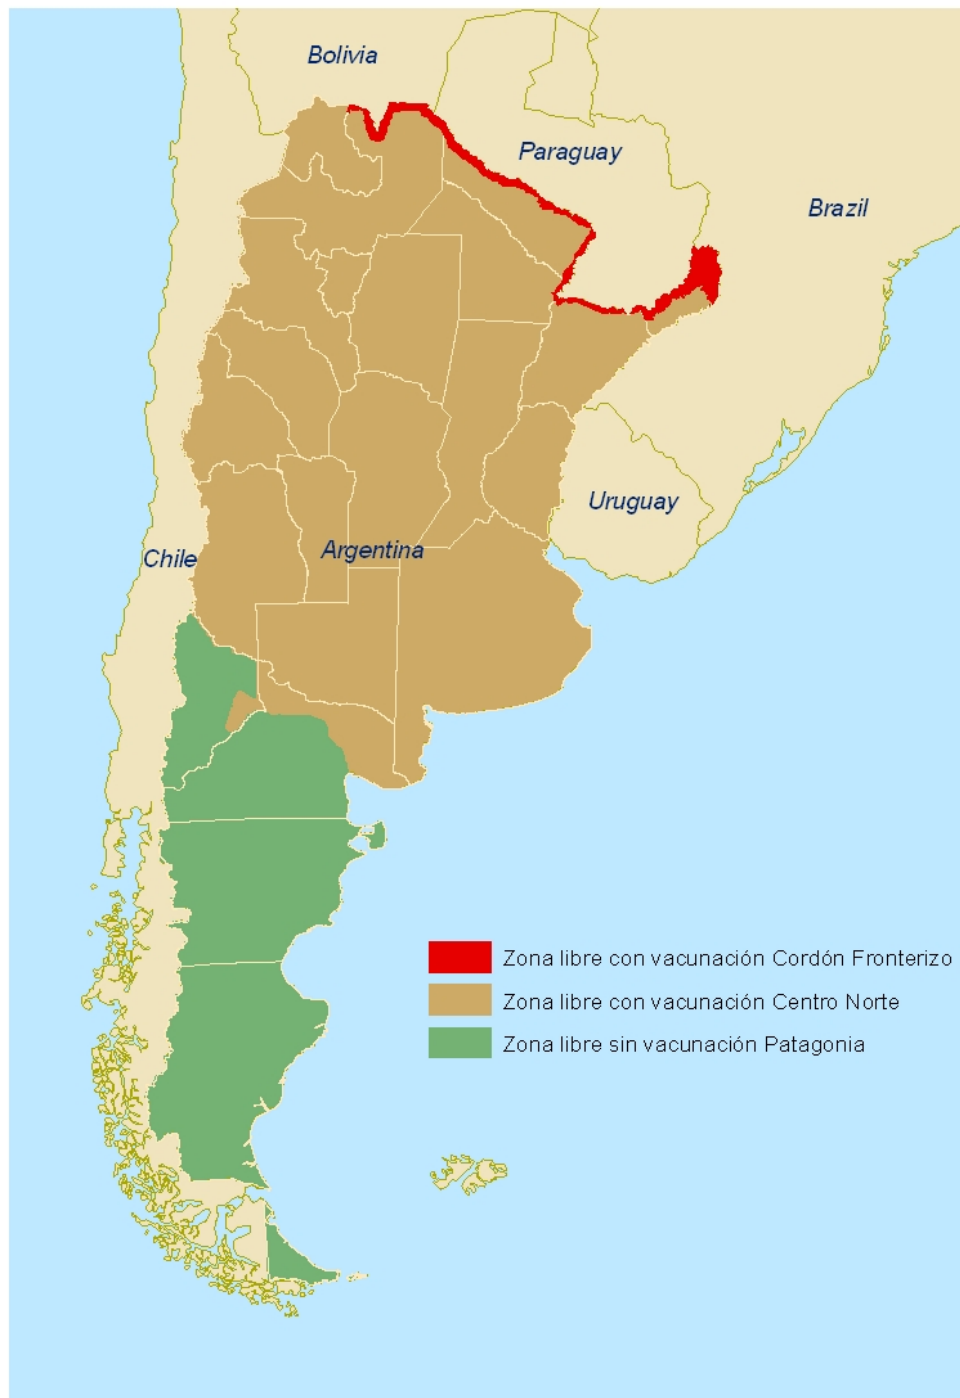 Bolivia
Paraguay
Brazil
Uruguay
Chile
Argentina
Zona libre con vacunación Cordón Fronterizo
Zona libre con vacunación Centro Norte
Zona libre sin vacunación Patagonia